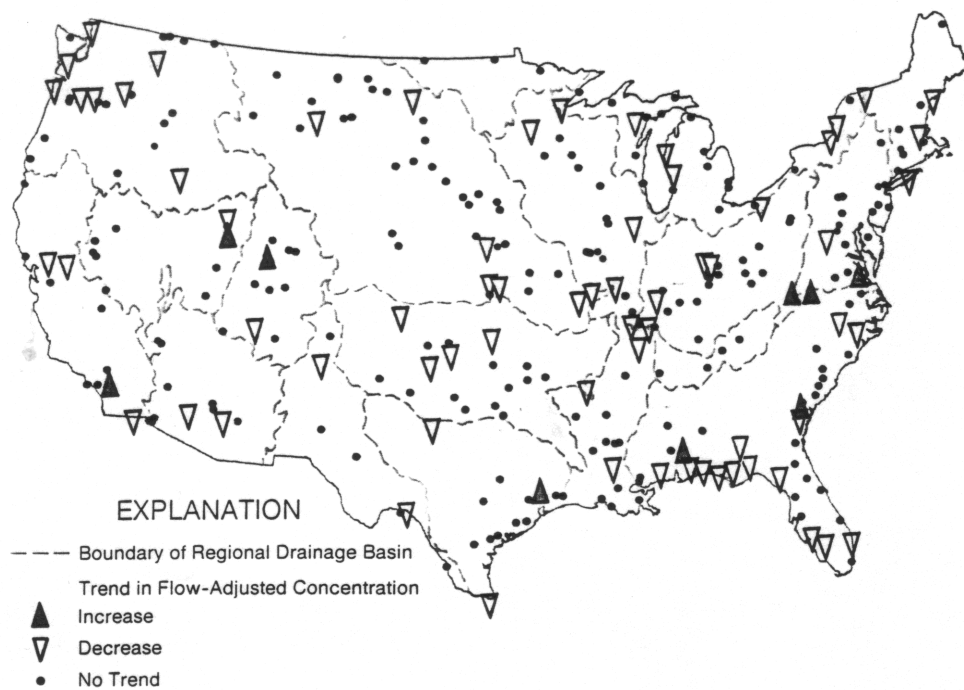 EXPLANATION
Boundary of Regional Drainage Basin
Trend in Flow-Adjusted Concentration
Increase
Decrease
No Trend